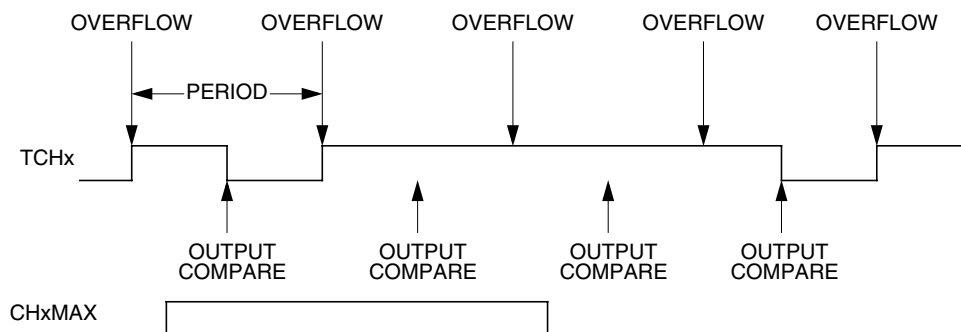 OVERFLOW OVERFLOW OVERFLOW OVERFLOW OVERFLOW
PERIOD
TCHx
OUTPUT OUTPUT OUTPUT OUTPUT
COMPARE COMPARE COMPARE COMPARE
CHxMAX